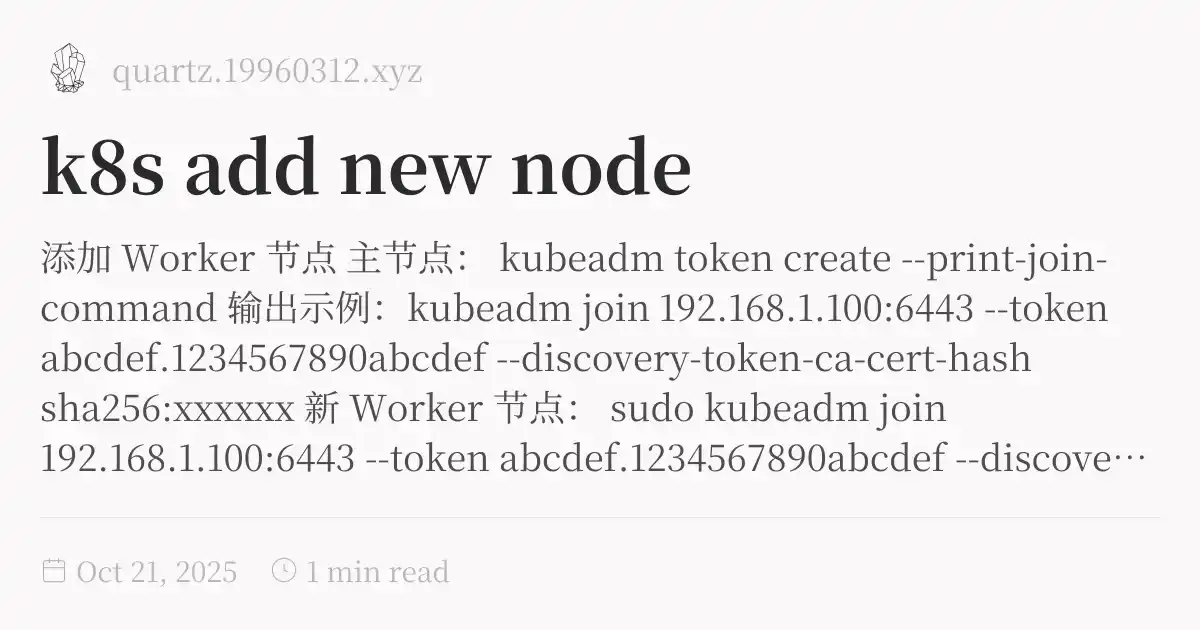 quartz.19960312.xyz
k8s add new node
添加 Worker 节点 主节点： kubeadm token create --print-join-
command 输出示例：kubeadm join 192.168.1.100:6443 --token
abcdef.1234567890abcdef --discovery-token-ca-cert-hash
sha256:xxxxxx 新 Worker 节点： sudo kubeadm join
192.168.1.100:6443 --token abcdef.1234567890abcdef --discove…
Oct 21, 2025 1 min read